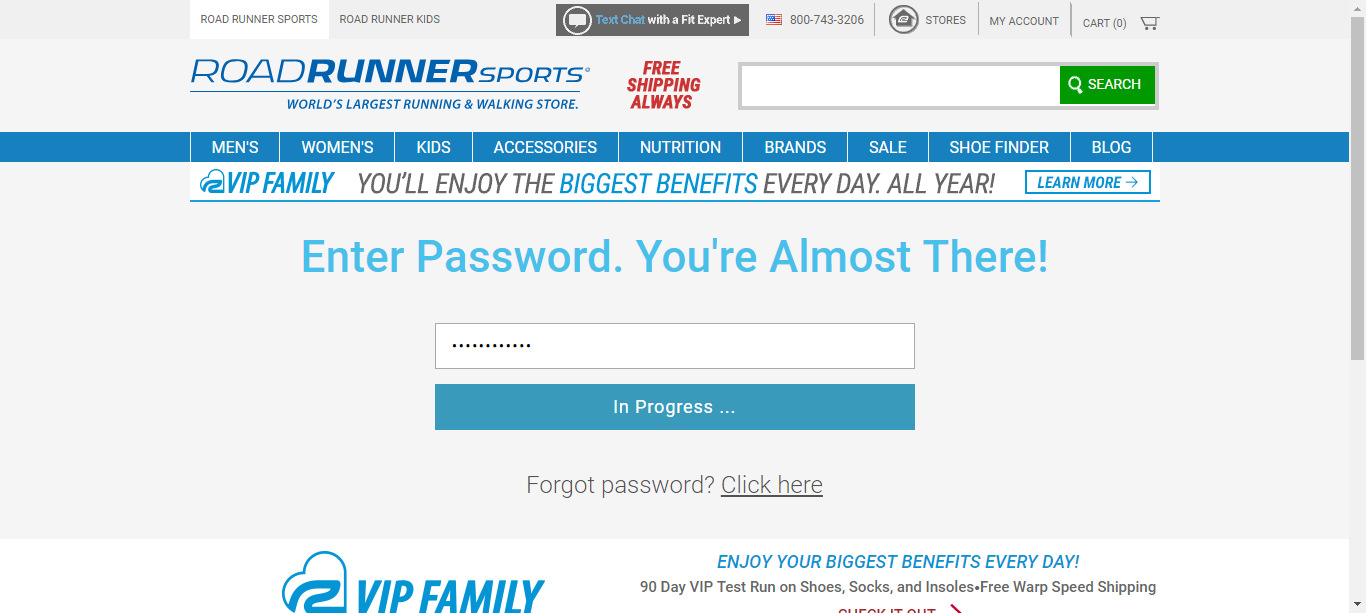 ROAD RUNNER SPORTS
ROAD RUNNER KIDS
Text Chat with a Fit Expert
800-743-3206
STORES
MY ACCOUNT
CART (0)
ROADRUNNERSPORTS®
WORLD'S LARGEST RUNNING & WALKING STORE.
FREE
SHIPPING
ALWAYS
SEARCH
MEN'S
WOMEN'S
KIDS
ACCESSORIES
NUTRITION
BRANDS
SALE
SHOE FINDER
BLOG
VIP FAMILY YOU'LL ENJOY THE BIGGEST BENEFITS EVERY DAY. ALL YEAR! LEARN MORE →
Enter Password. You're Almost There!
••••••••••••
In Progress ...
Forgot password? Click here
VIP FAMILY
ENJOY YOUR BIGGEST BENEFITS EVERY DAY!
90 Day VIP Test Run on Shoes, Socks, and Insoles•Free Warp Speed Shipping
CHECK IT OUT